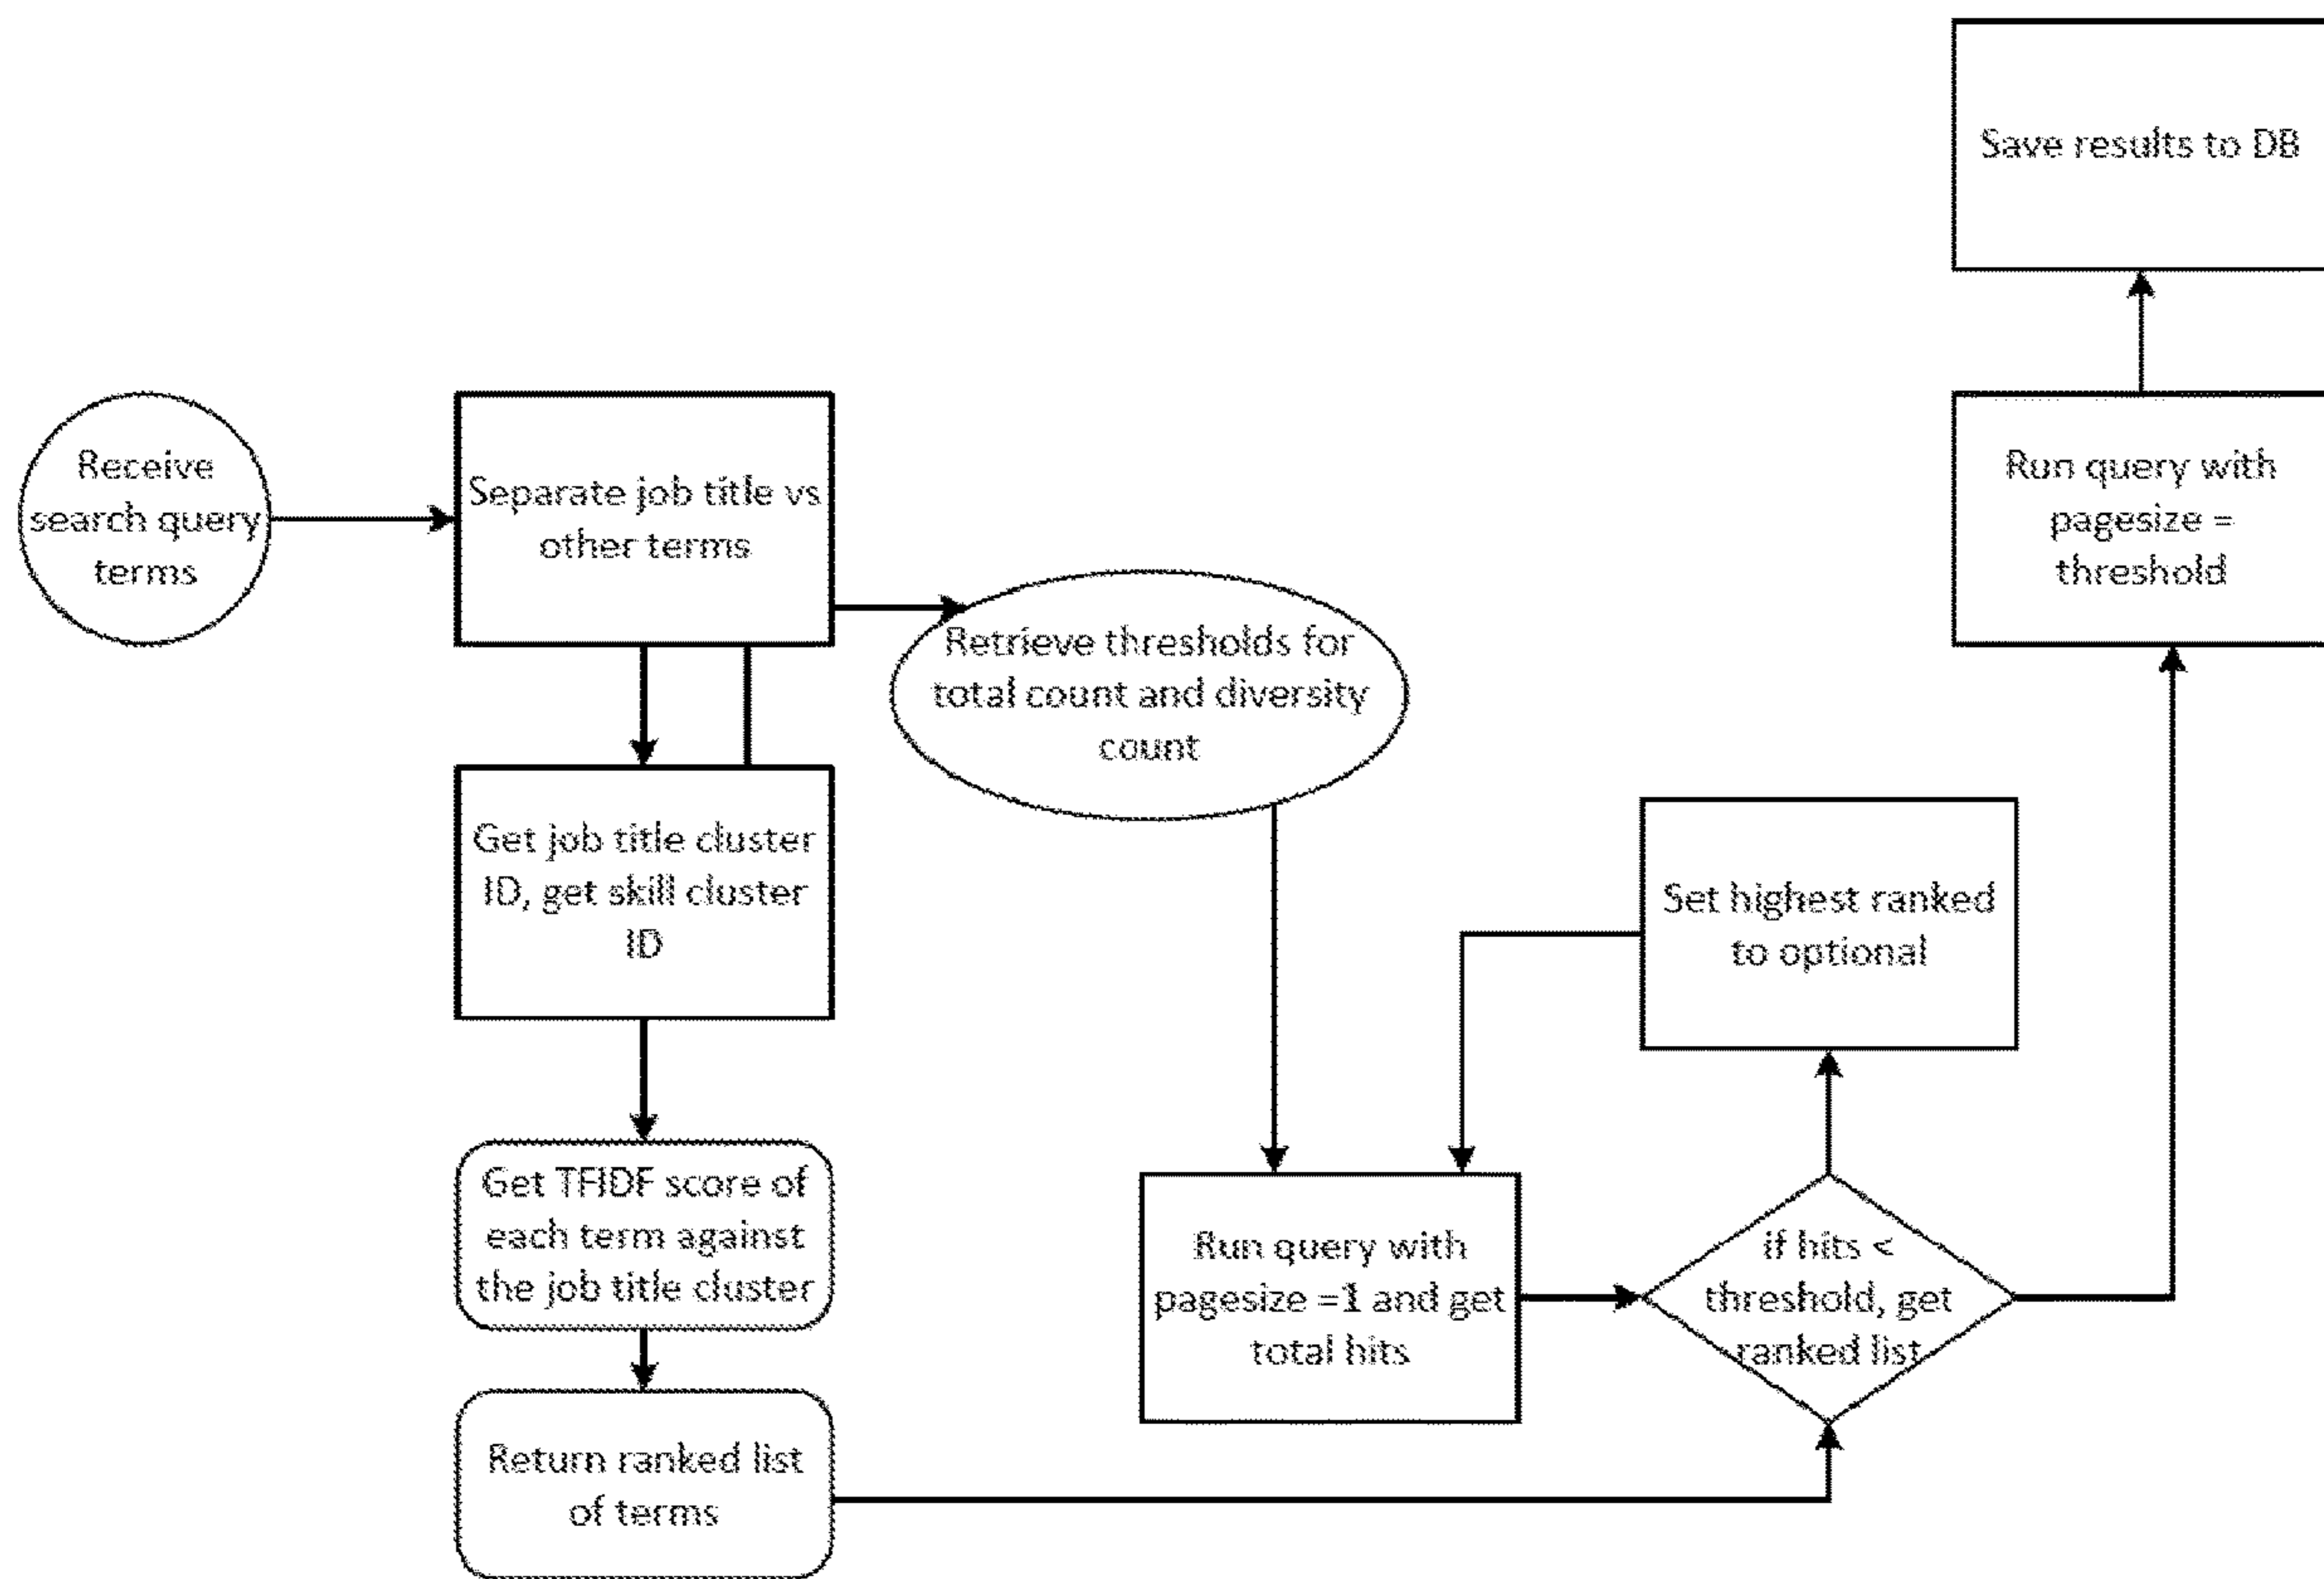 Save results to DB
Receive
search query
terms
Separate job title vs
other terms
Run query with
pagesize =
threshold
Retrieve thresholds for
total count and diversity
count
Get job title cluster
ID, get skill cluster
ID
Set highest ranked
to optional
Get TFIDF score of
each term against
the job title cluster
Run query with
pagesize =1 and get
total hits
if hits <
threshold, get
ranked list
Return ranked list
of terms